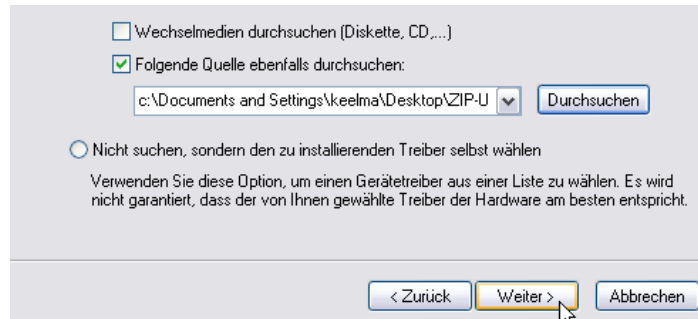 Wechselmedien durchsuchen (Diskette, CD,...)
Folgende Quelle ebenfalls durchsuchen:
c:\Documents and Settings\keelma\Desktop\ZIP-U
Durchsuchen
Nicht suchen, sondern den zu installierenden Treiber selbst wählen
Verwenden Sie diese Option, um einen Gerätetreiber aus einer Liste zu wählen. Es wird
nicht garantiert, dass der von Ihnen gewählte Treiber der Hardware am besten entspricht.
< Zurück
Weiter >
Abbrechen